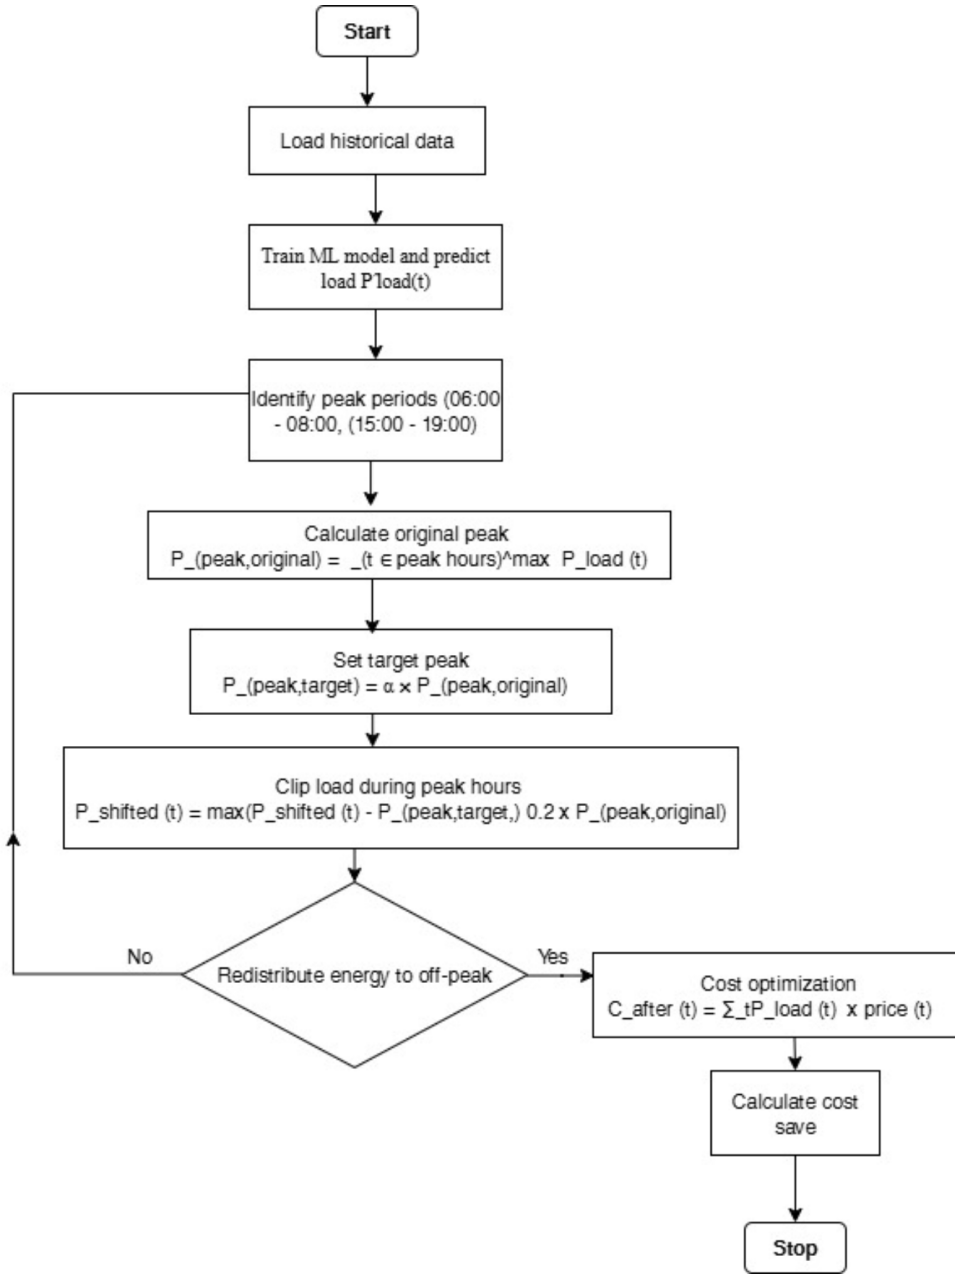 Start
Load historical data
Train ML model and predict
load P'load(t)
Identify peak periods (06:00
- 08:00, (15:00 - 19:00)
Calculate original peak
P_(peak,original) = _(t ∈ peak hours)^max P_load (t)
Set target peak
P_(peak,target) = α × P_(peak,original)
Clip load during peak hours
P_shifted (t) = max(P_shifted (t) - P_(peak,target,) 0.2 x P_(peak,original)
No
Redistribute energy to off-peak
Yes
Cost optimization
C_after (t) = ∑_tP_load (t) x price (t)
Calculate cost
save
Stop